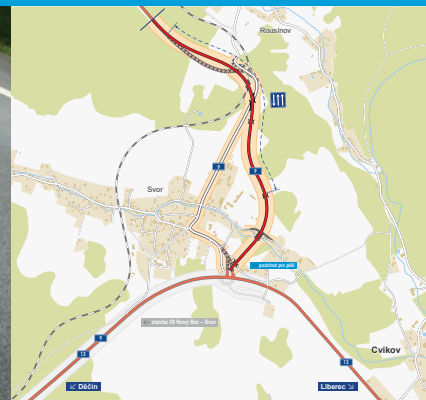 Rousínov
9
Svor
9
podchod pro pěší
stavba I/9 Nový Bor – Svor
9
Cvikov
13
13
↙ Děčín
Liberec ↘